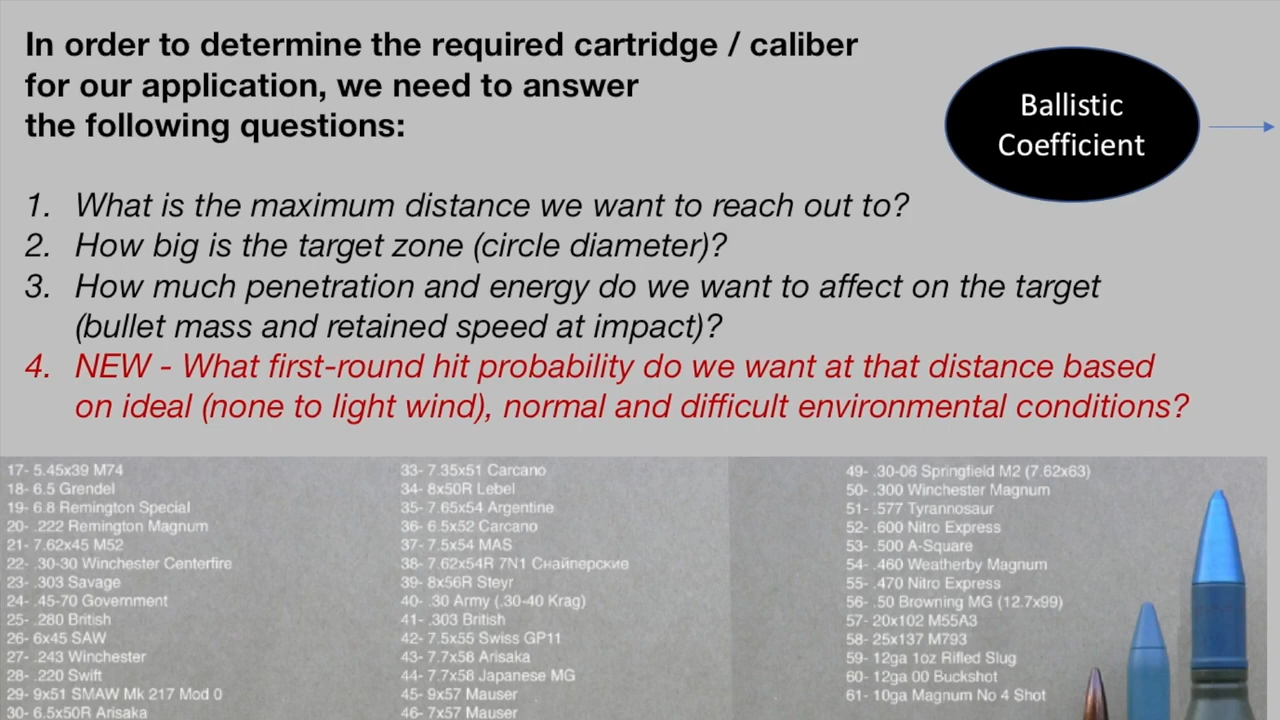 In order to determine the required cartridge / caliber
for our application, we need to answer
the following questions:
Ballistic
Coefficient
1. What is the maximum distance we want to reach out to?
2. How big is the target zone (circle diameter)?
3. How much penetration and energy do we want to affect on the target
(bullet mass and retained speed at impact)?
4. NEW - What first-round hit probability do we want at that distance based
on ideal (none to light wind), normal and difficult environmental conditions?
17- 5.45x39 M74
18- 6.5 Grendel
19- 6.8 Remington Special
20- .222 Remington Magnum
21- 7.62x45 M52
22- .30-30 Winchester Centerfire
23- .303 Savage
24- .45-70 Government
25- .280 British
26- 6x45 SAW
27- .243 Winchester
28- .220 Swift
29- 9x51 SMAW Mk 217 Mod 0
30- 6.5x50R Arisaka
33- 7.35x51 Carcano
34- 8x50R Lebel
35- 7.65x54 Argentine
36- 6.5x52 Carcano
37- 7.5x54 MAS
38- 7.62x54R 7N1 Снайперские
39- 8x56R Steyr
40- .30 Army (.30-40 Krag)
41- .303 British
42- 7.5x55 Swiss GP11
43- 7.7x58 Arisaka
44- 7.7x58 Japanese MG
45- 9x57 Mauser
46- 7x57 Mauser
49- .30-06 Springfield M2 (7.62x63)
50- .300 Winchester Magnum
51- .577 Tyrannosaur
52- .600 Nitro Express
53- .500 A-Square
54- .460 Weatherby Magnum
55- .470 Nitro Express
56- .50 Browning MG (12.7x99)
57- 20x102 M55A3
58- 25x137 M793
59- 12ga 1oz Rifled Slug
60- 12ga 00 Buckshot
61- 10ga Magnum No 4 Shot